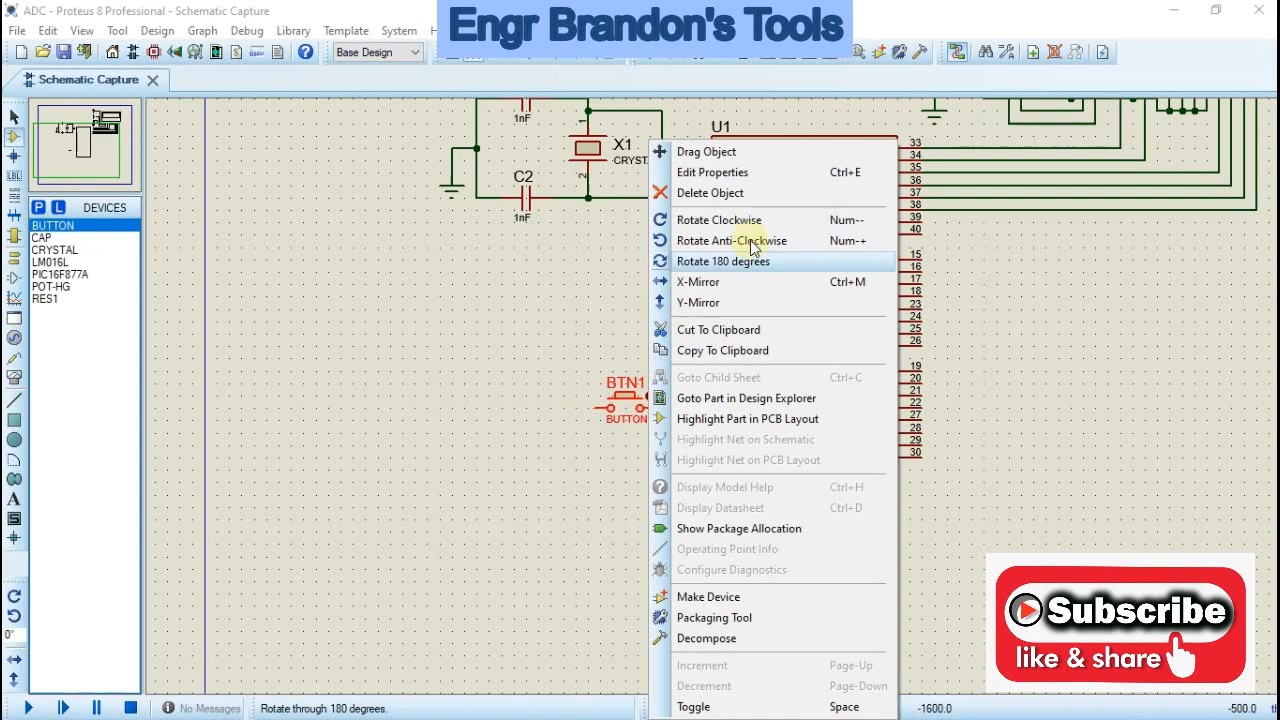 ADC - Proteus 8 Professional - Schematic Capture
Engr Brandon's Tools
File Edit View Tool Design Graph Debug Library Template System
Base Design
Schematic Capture
P L DEVICES
BUTTON
CAP
CRYSTAL
LM016L
PIC16F877A
POT-HG
RES1
LBL
0°
1nF
1
X1
CRYST
2
C2
1nF
U1
BTN1
BUTTON
33
34
35
36
37
38
39
40
15
16
17
18
23
24
25
26
19
20
21
22
27
28
29
30
Drag Object
Edit Properties Ctrl+E
Delete Object
Rotate Clockwise Num--
Rotate Anti-Clockwise Num-+
Rotate 180 degrees
X-Mirror Ctrl+M
Y-Mirror
Cut To Clipboard
Copy To Clipboard
Goto Child Sheet Ctrl+C
Goto Part in Design Explorer
Highlight Part in PCB Layout
Highlight Net on Schematic
Highlight Net on PCB Layout
Display Model Help Ctrl+H
Display Datasheet Ctrl+D
Show Package Allocation
Operating Point Info
Configure Diagnostics
Make Device
Packaging Tool
Decompose
Increment Page-Up
Decrement Page-Down
Toggle Space
Subscribe
like & share
No Messages Rotate through 180 degrees. -1600.0 -500.0